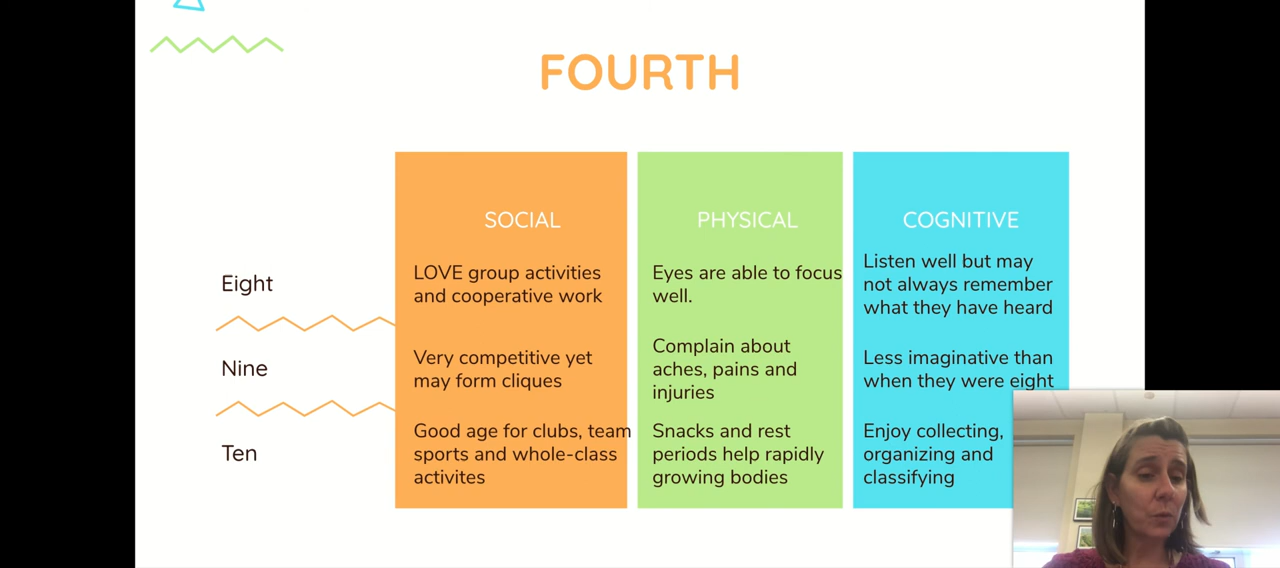 FOURTH
SOCIAL
PHYSICAL
COGNITIVE
Eight
LOVE group activities
and cooperative work
Eyes are able to focus
well.
Listen well but may
not always remember
what they have heard
Nine
Very competitive yet
may form cliques
Complain about
aches, pains and
injuries
Less imaginative than
when they were eight
Ten
Good age for clubs, team
sports and whole-class
activites
Snacks and rest
periods help rapidly
growing bodies
Enjoy collecting,
organizing and
classifying